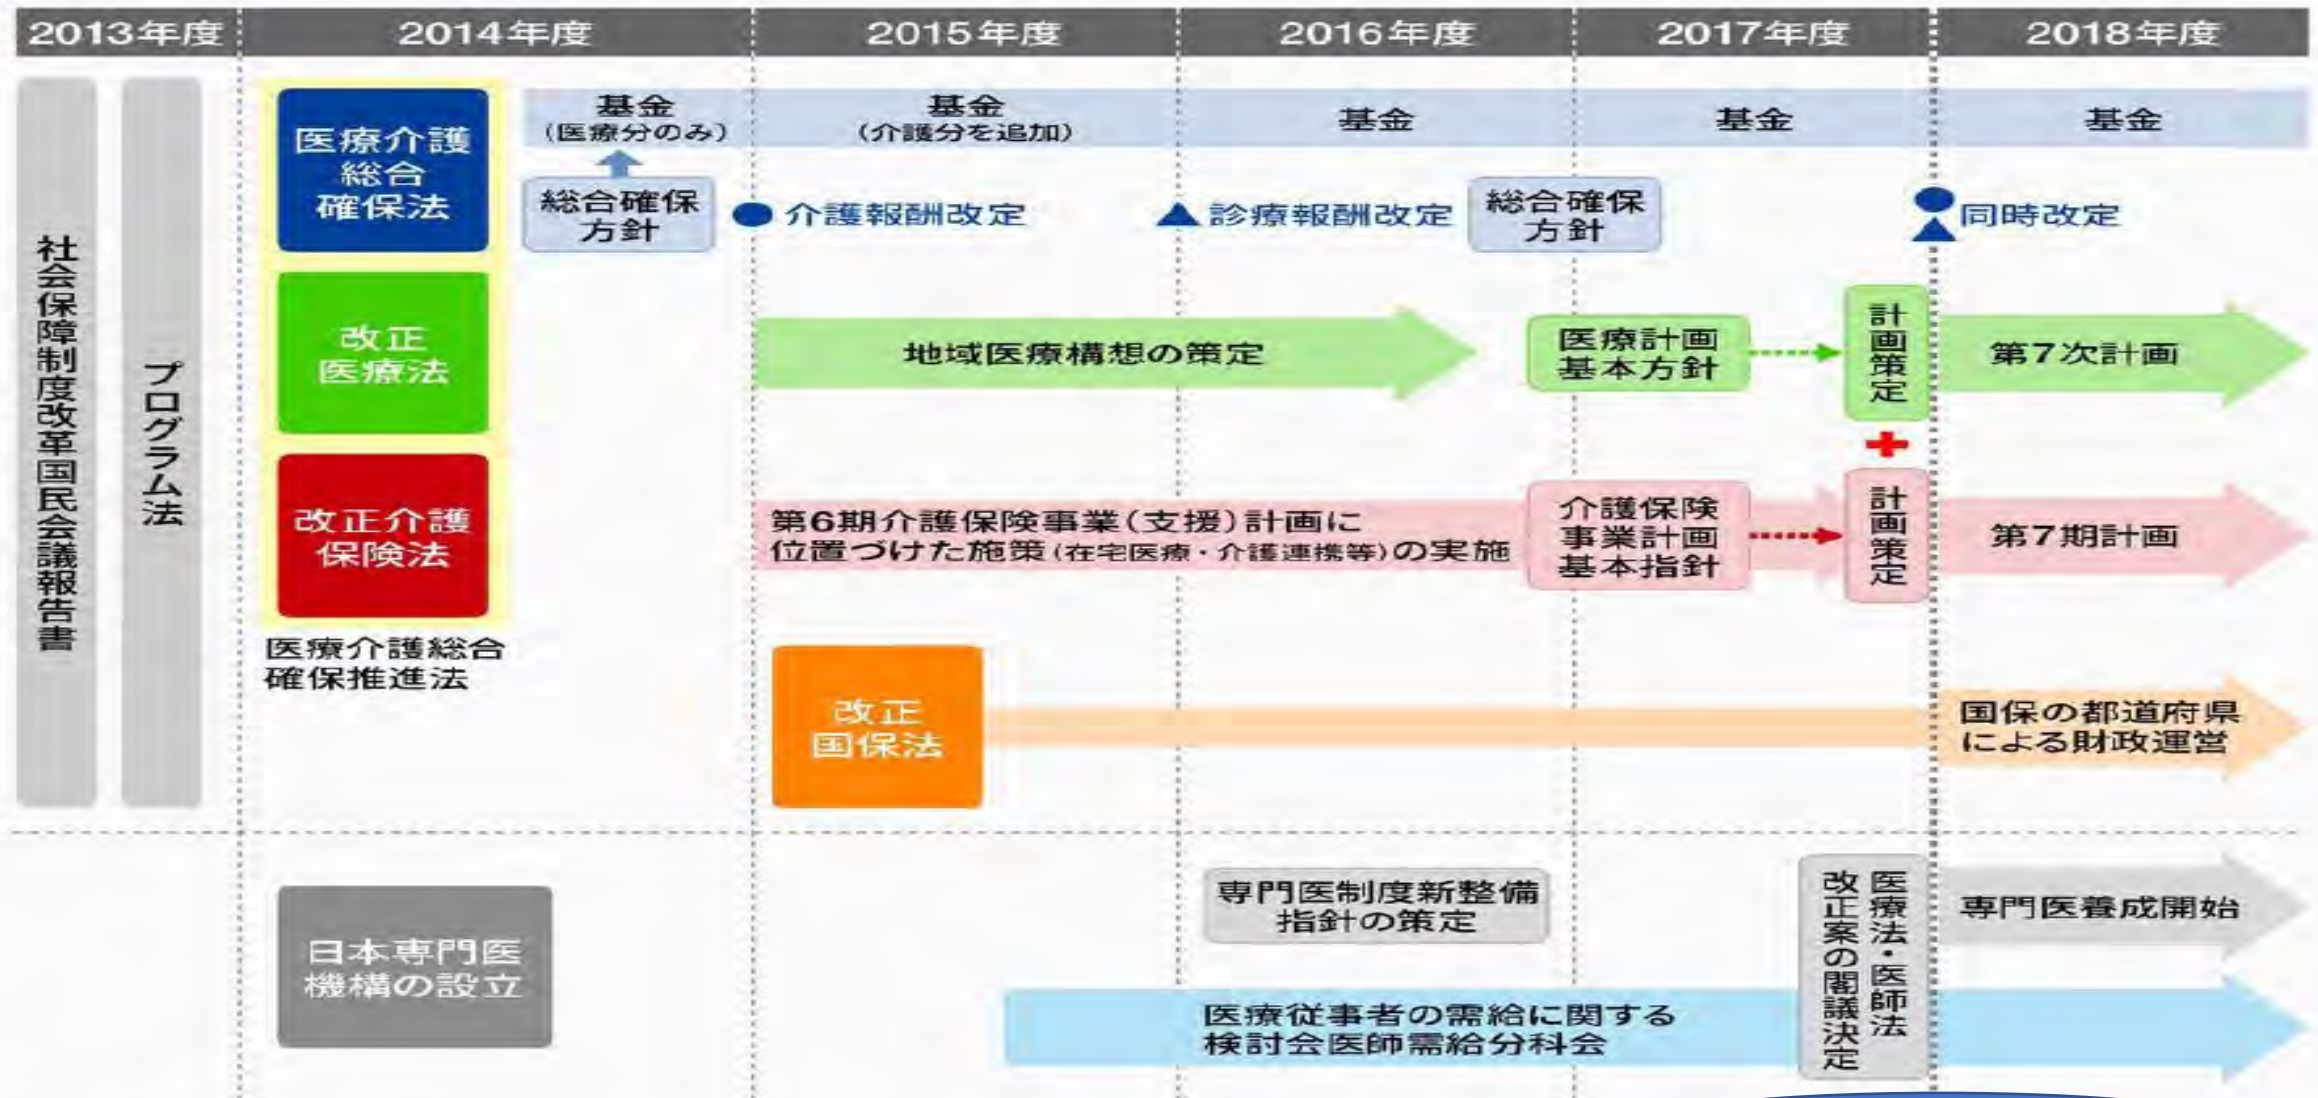 2013年度
2014年度
2015年度
2016年度
2017年度
2018年度
社会保障制度改革国民会議報告書
プログラム法
医療介護
総合
確保法
基金
(医療分のみ)
基金
(介護分を追加)
基金
基金
基金
総合確保
方針
介護報酬改定
診療報酬改定
総合確保
方針
同時改定
改正
医療法
地域医療構想の策定
医療計画
基本方針
計画策定
第7次計画
改正介護
保険法
第6期介護保険事業(支援)計画に
位置づけた施策(在宅医療・介護連携等)の実施
介護保険
事業計画
基本指針
計画策定
第7期計画
医療介護総合
確保推進法
改正
国保法
国保の都道府県
による財政運営
日本専門医
機構の設立
専門医制度新整備
指針の策定
医療法・医師法
改正案の閣議決定
専門医養成開始
医療従事者の需給に関する
検討会医師需給分科会